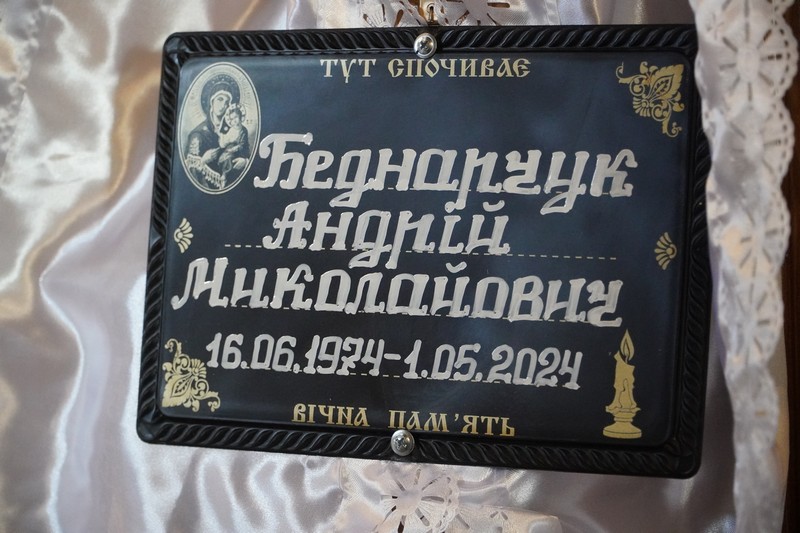 ТУТ СПОЧИВАЄ
Беднарчук
Андрій
Миколайович
16.06.1974-1.05.2024
ВІЧНА ПАМ'ЯТЬ